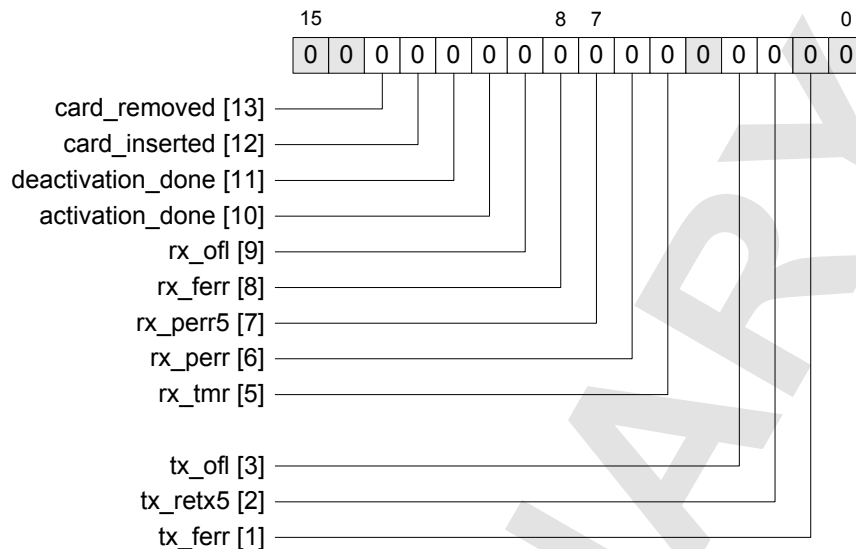 15 8 7 0
0 0 0 0 0 0 0 0 0 0 0 0 0 0 0 0
card_removed [13]
card_inserted [12]
deactivation_done [11]
activation_done [10]
rx_ofl [9]
rx_ferr [8]
rx_perr5 [7]
rx_perr [6]
rx_tmr [5]
tx_ofl [3]
tx_retx5 [2]
tx_ferr [1]
NARY